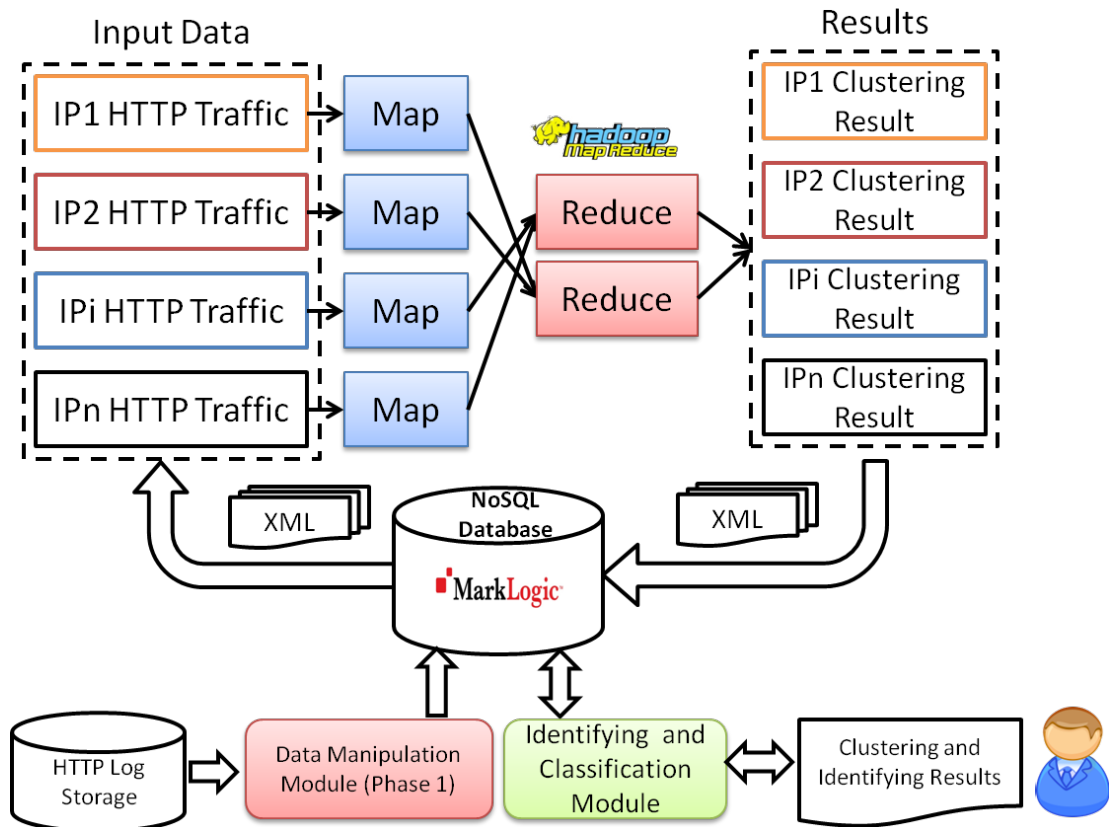 Input Data
Results
IP1 HTTP Traffic
Map
IP1 Clustering
Result
hadoop
Map Reduce
IP2 HTTP Traffic
Map
Reduce
IP2 Clustering
Result
IPi HTTP Traffic
Map
Reduce
IPi Clustering
Result
IPn HTTP Traffic
Map
IPn Clustering
Result
XML
NoSQL
Database
MarkLogic™
XML
HTTP Log
Storage
Data Manipulation
Module (Phase 1)
Identifying and
Classification
Module
Clustering and
Identifying Results